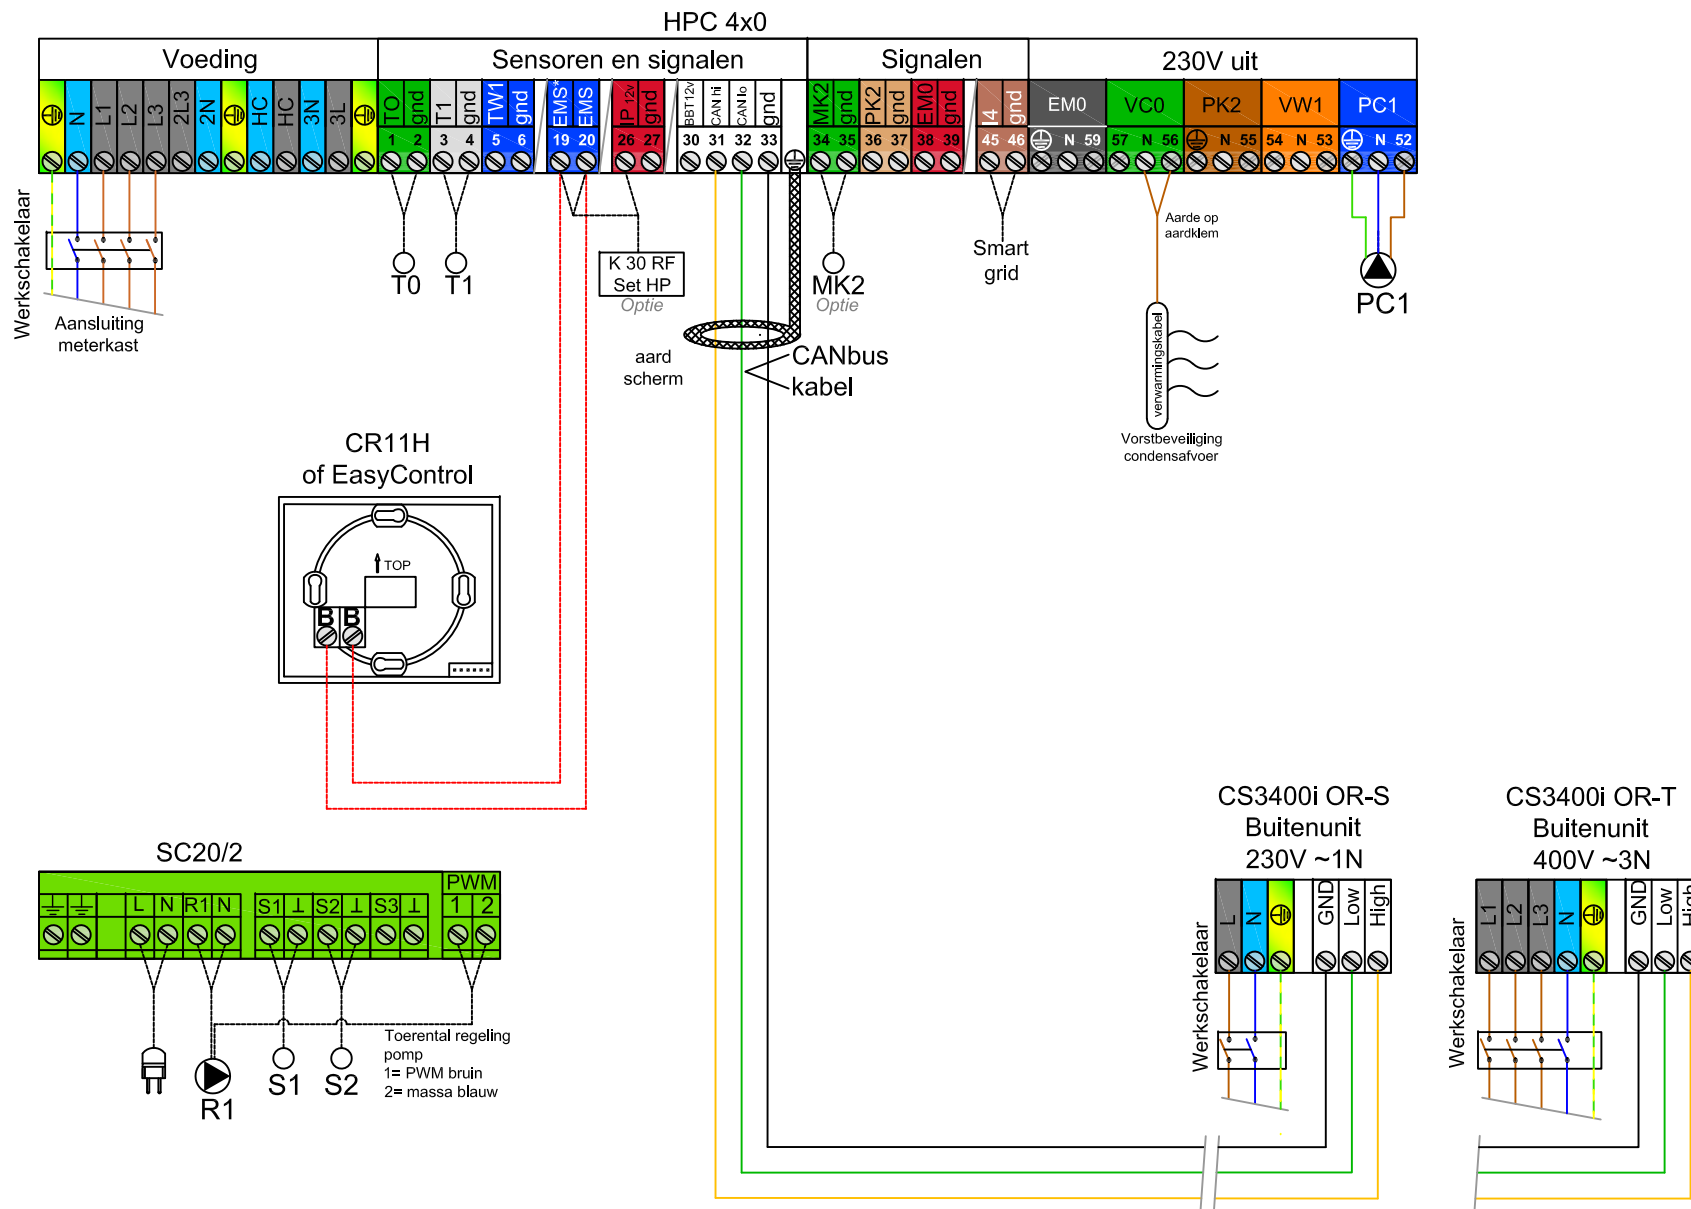 HPC 4x0
Voeding
Sensoren en signalen
Signalen
230V uit
N L1 L2 L3 2L3 2N HC HC 3N 3L
TO gnd T1 gnd TW1 gnd EMS* EMS IP 12v gnd BBT12v CAN hi CAN lo gnd
MK2 gnd PK2 gnd EM0 gnd I4 gnd
EM0 VC0 PK2 VW1 PC1
1 2 3 4 5 6 19 20 26 27 30 31 32 33 34 35 36 37 38 39 45 46 N 59 57 N 56 N 55 54 N 53 N 52
Werkschakelaar
Aansluiting
meterkast
T0
T1
K 30 RF
Set HP
Optie
aard
scherm
CANbus
kabel
MK2
Optie
Smart
grid
Aarde op
aardklem
verwarmingskabel
Vorstbeveiliging
condensafvoer
PC1
CR11H
of EasyControl
TOP
B B
SC20/2
PWM
L N R1 N S1 ⊥ S2 ⊥ S3 ⊥ 1 2
R1
S1
S2
Toerental regeling
pomp
1= PWM bruin
2= massa blauw
CS3400i OR-S
Buitenunit
230V ~1N
L N GND Low High
Werkschakelaar
CS3400i OR-T
Buitenunit
400V ~3N
L1 L2 L3 N GND Low High
Werkschakelaar